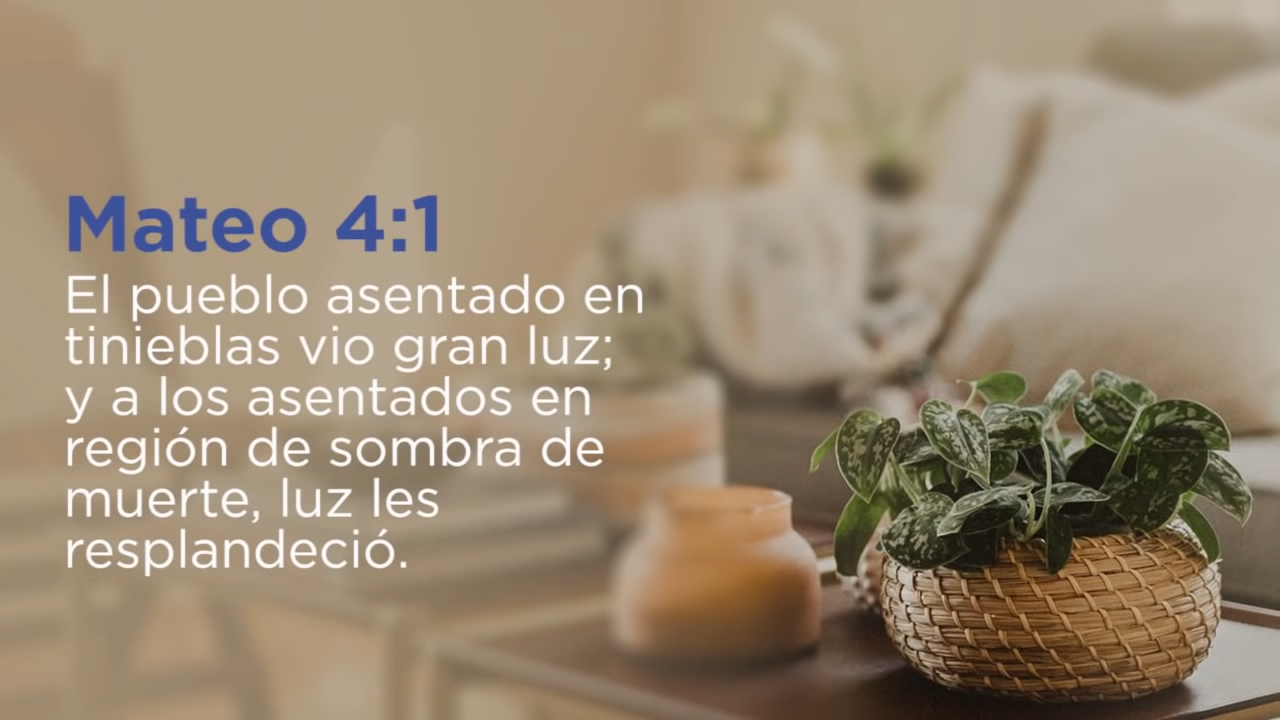 Mateo 4:1
El pueblo asentado en
tinieblas vio gran luz;
y a los asentados en
región de sombra de
muerte, luz les
resplandeció.